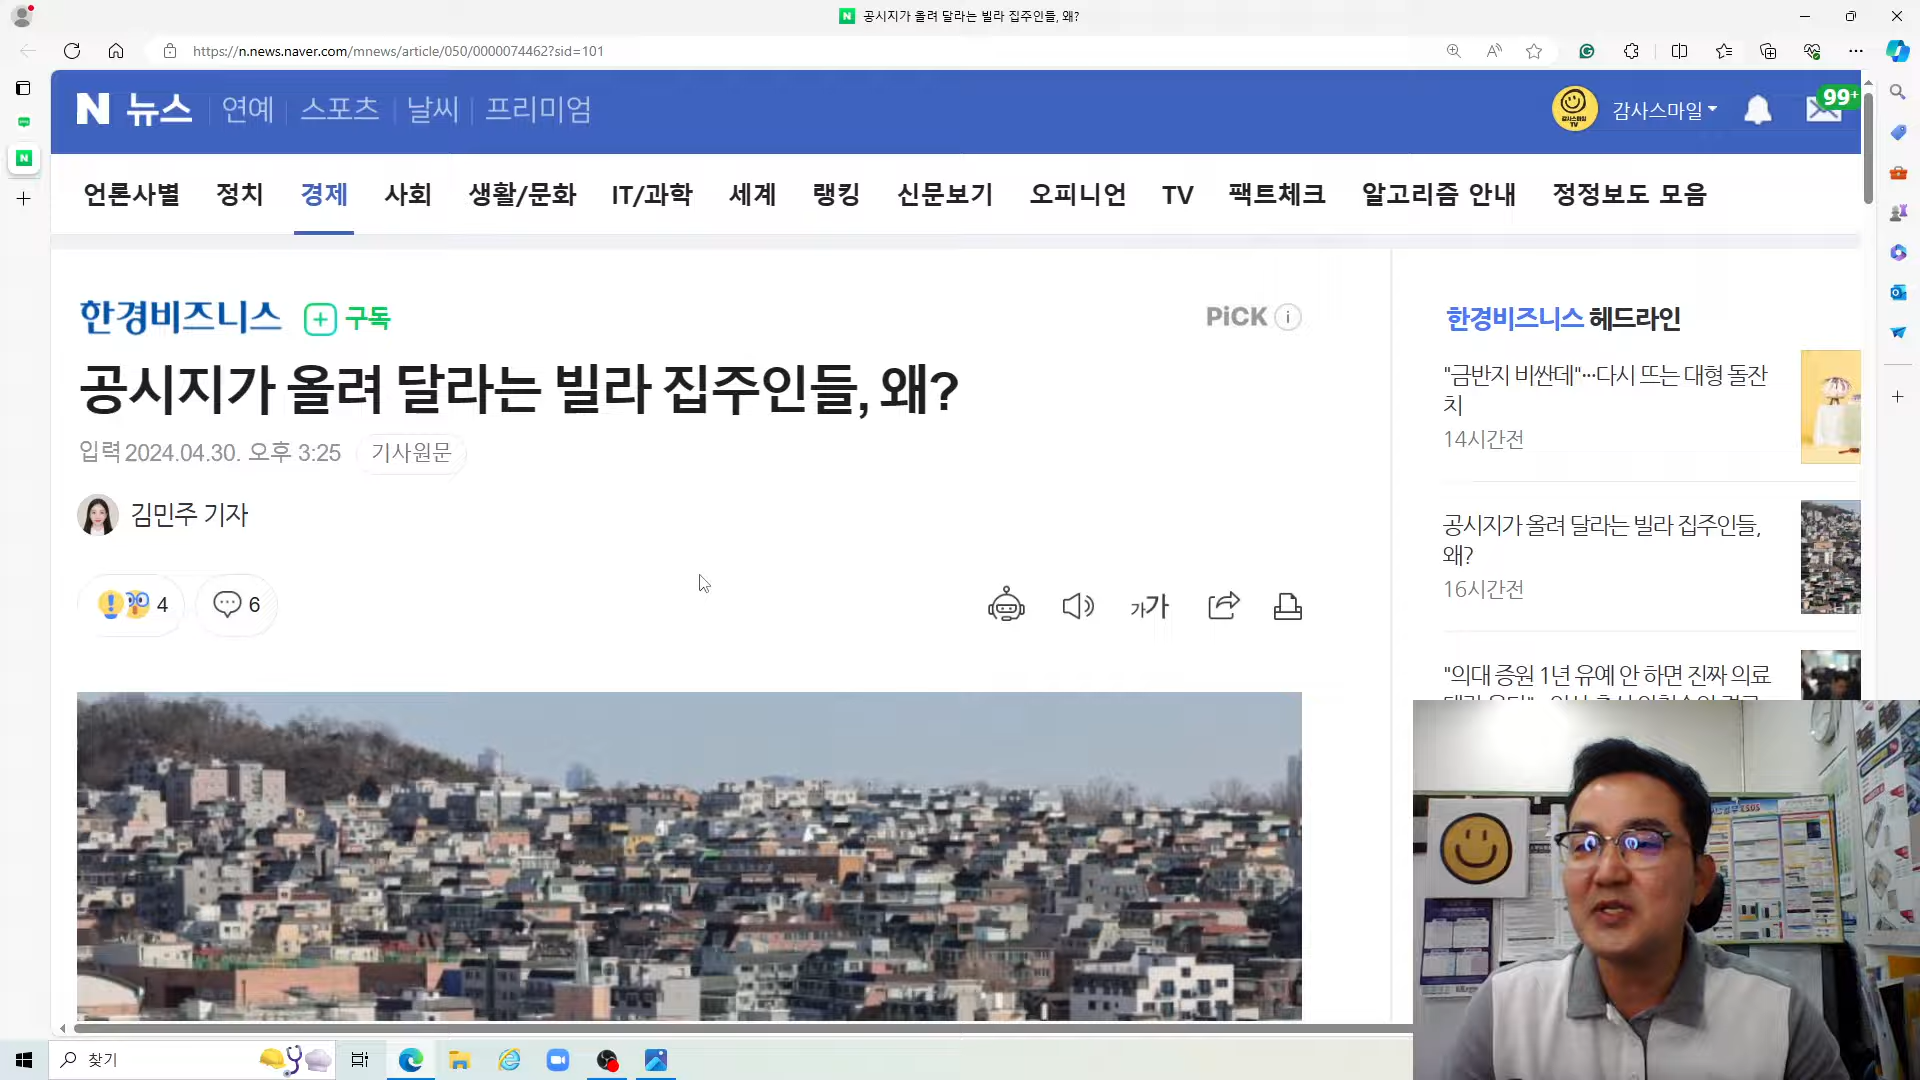 공시지가 올려 달라는 빌라 집주인들, 왜?
https://n.news.naver.com/mnews/article/050/0000074462?sid=101
N 뉴스 연예 스포츠 날씨 프리미엄
감사스마일
99+
언론사별 정치 경제 사회 생활/문화 IT/과학 세계 랭킹 신문보기 오피니언 TV 팩트체크 알고리즘 안내 정정보도 모음
한경비즈니스 구독
PiCK
공시지가 올려 달라는 빌라 집주인들, 왜?
입력 2024.04.30. 오후 3:25 기사원문
김민주 기자
4 6
가가
한경비즈니스 헤드라인
"금반지 비싼데"…다시 뜨는 대형 돌잔
치
14시간전
공시지가 올려 달라는 빌라 집주인들,
왜?
16시간전
"의대 증원 1년 유예 안 하면 진짜 의료
찾기